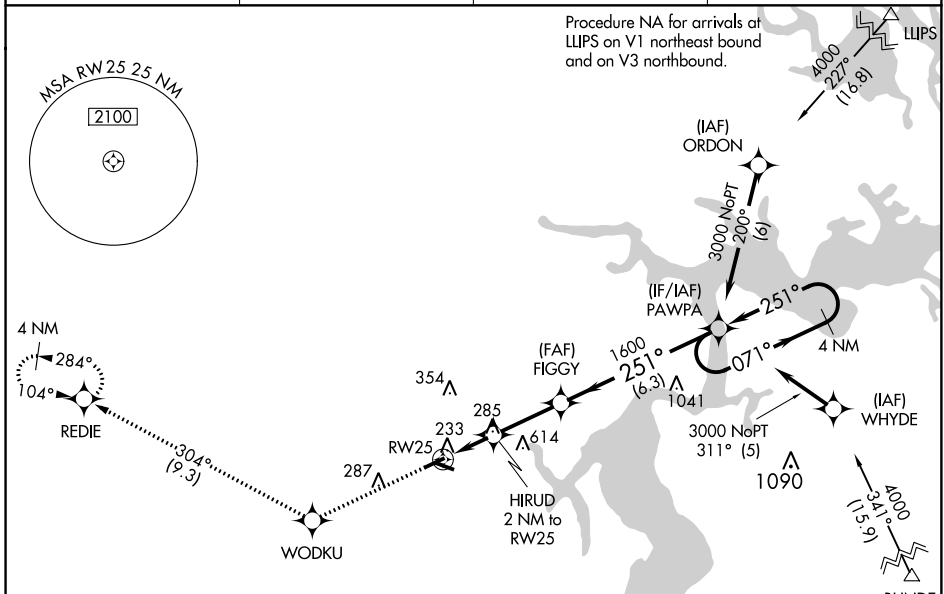 Procedure NA for arrivals at
LLIPS on V1 northeast bound
and on V3 northbound.
LLIPS
4000
227°
(16.8)
MSA RW25 25 NM
2100
(IAF)
ORDON
3000 NoPT
200°
(6)
(IF/IAF)
PAWPA
251°
071°
4 NM
(IAF)
WHYDE
3000 NoPT
311° (5)
1090
4000
341°
(15.9)
1600
251°
(6.3)
1041
(FAF)
FIGGY
354
285
614
233
RW25
287
HIRUD
2 NM to
RW25
4 NM
284°
104°
REDIE
304°
(9.3)
WODKU